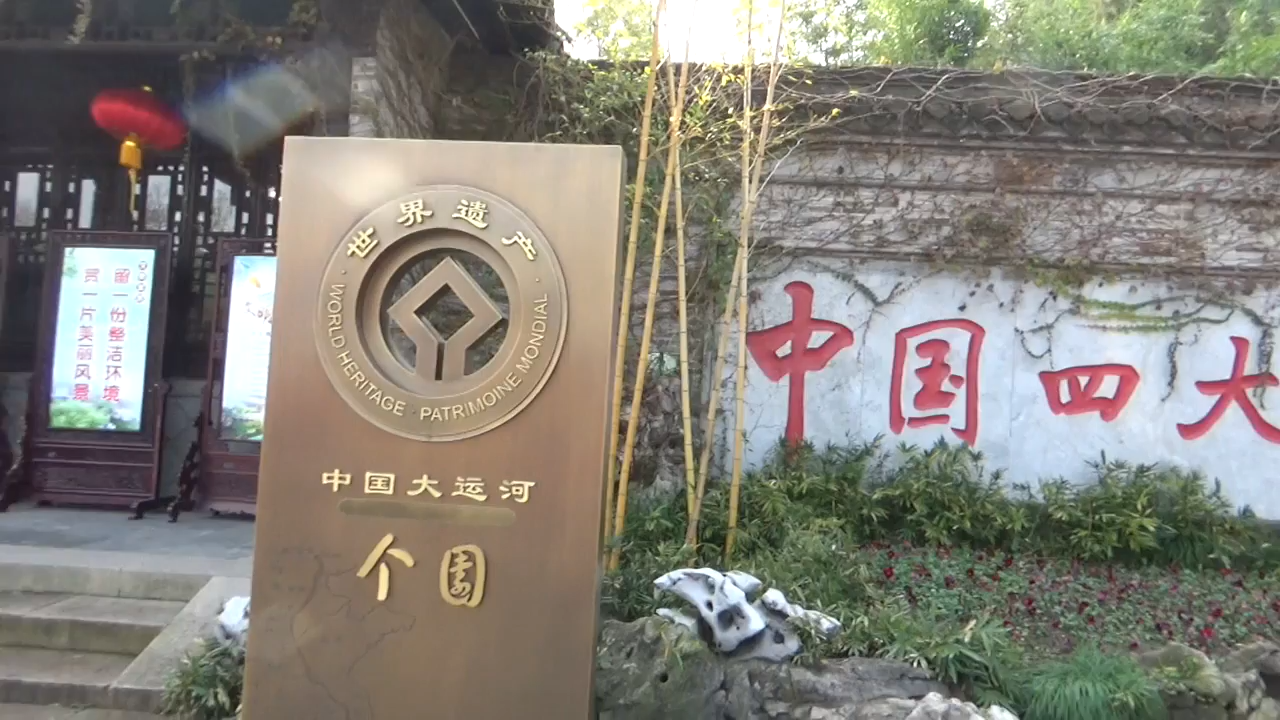 世界遗产
WORLD HERITAGE · PATRIMOINE MONDIAL
中国大运河
个园
中国四大
留一份整洁环境
赏一片美丽风景